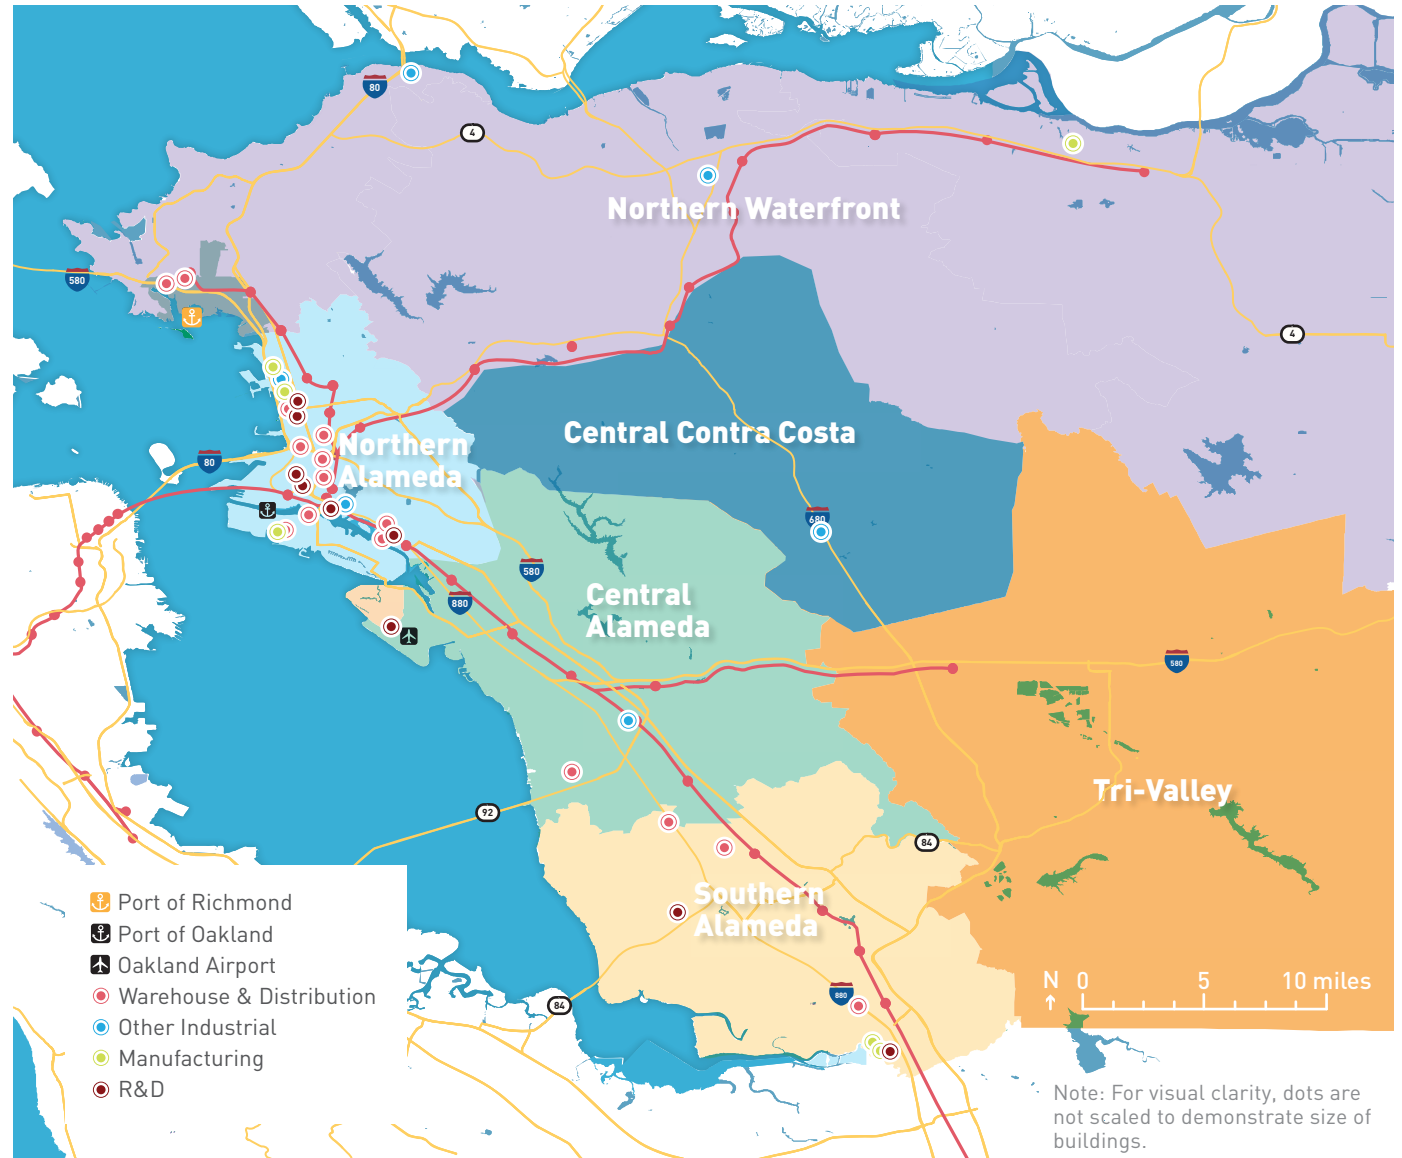 80
4
Northern Waterfront
580
4
Central Contra Costa
Northern
Alameda
80
680
580
Central
Alameda
880
580
Tri-Valley
92
84
Southern
Alameda
Port of Richmond
Port of Oakland
Oakland Airport
Warehouse & Distribution
Other Industrial
Manufacturing
R&D
N 0 5 10 miles
880
84
Note: For visual clarity, dots are
not scaled to demonstrate size of
buildings.